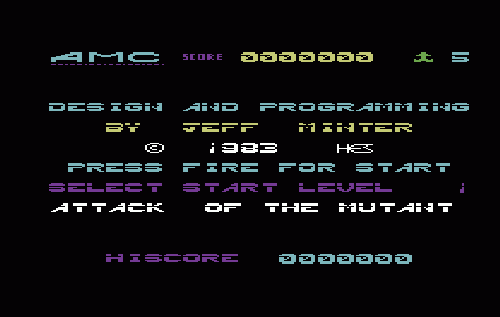 AMC SCORE 0000000 5
DESIGN AND PROGRAMMING
BY JEFF MINTER
© 1983 HES
PRESS FIRE FOR START
SELECT START LEVEL 1
ATTACK OF THE MUTANT
HISCORE 0000000